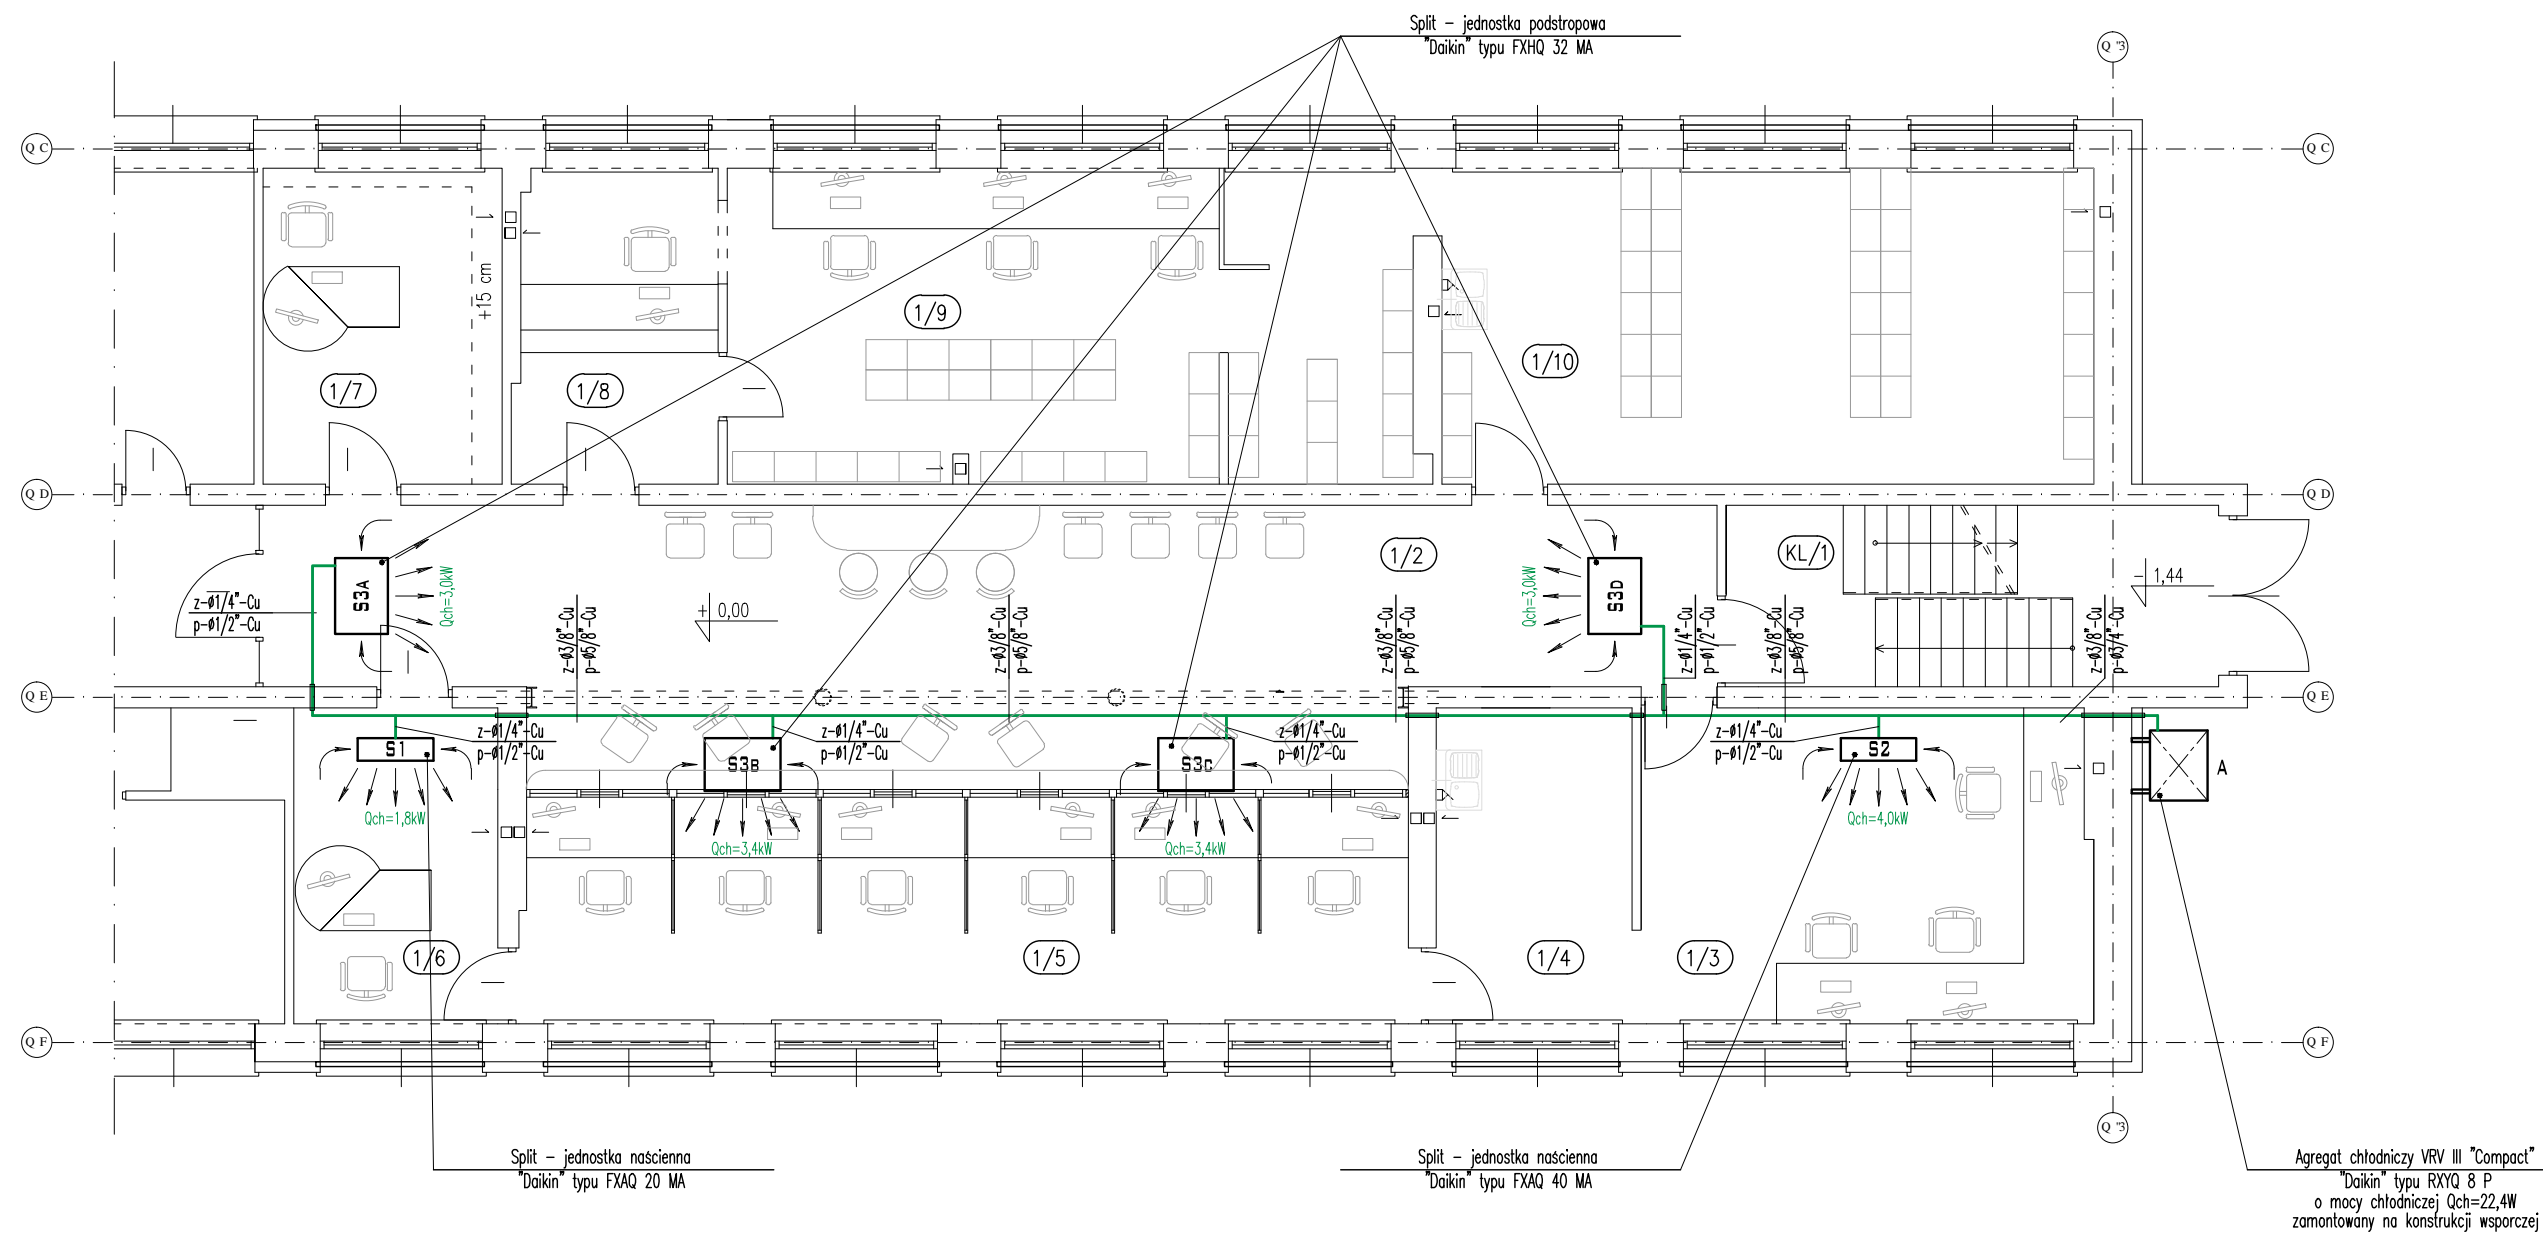 Split – jednostka podstropowa
"Daikin" typu FXHQ 32 MA
Q "3
Q C
Q C
+15 cm
1/9
1/10
1/7
1/8
Q D
Q D
1/2
KL/1
S3A
Qch=3,0kW
Qch=3,0kW
S3D
– 1,44
z-ø1/4"-Cu
p-ø1/2"-Cu
+ 0,00
z-ø3/8"-Cu
p-ø5/8"-Cu
z-ø3/8"-Cu
p-ø5/8"-Cu
z-ø3/8"-Cu
p-ø5/8"-Cu
z-ø1/4"-Cu
p-ø1/2"-Cu
z-ø3/8"-Cu
p-ø5/8"-Cu
z-ø3/8"-Cu
p-ø3/4"-Cu
Q E
Q E
z-ø1/4"-Cu
p-ø1/2"-Cu
z-ø1/4"-Cu
p-ø1/2"-Cu
z-ø1/4"-Cu
p-ø1/2"-Cu
z-ø1/4"-Cu
p-ø1/2"-Cu
S1
S3B
S3C
S2
A
Qch=1,8kW
Qch=3,4kW
Qch=3,4kW
Qch=4,0kW
1/6
1/5
1/4
1/3
Q F
Q F
Q "3
Split – jednostka naścienna
"Daikin" typu FXAQ 20 MA
Split – jednostka naścienna
"Daikin" typu FXAQ 40 MA
Agregat chłodniczy VRV III "Compact"
"Daikin" typu RXYQ 8 P
o mocy chłodniczej Qch=22,4W
zamontowany na konstrukcji wsporczej